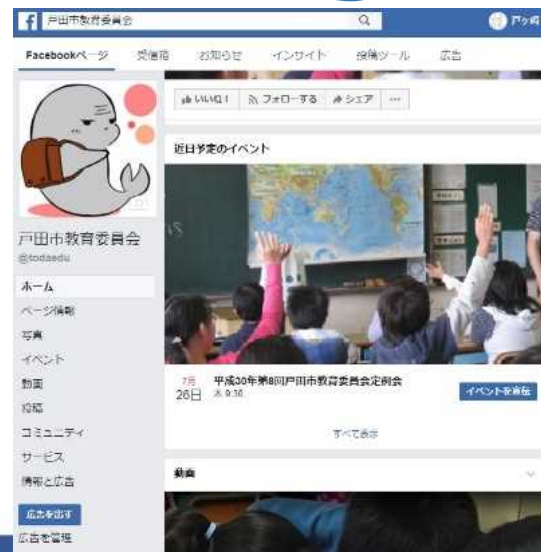 戸田市教育委員会
戸ヶ崎
Facebookページ
受信箱
お知らせ
インサイト
投稿ツール
広告
いいね！
フォローする
シェア
…
近日予定のイベント
戸田市教育委員会
@todaedu
ホーム
ページ情報
写真
イベント
動画
投稿
コミュニティ
サービス
情報と広告
広告を出す
広告を管理
7月
26日
平成30年第8回戸田市教育委員会定例会
木 9:30
イベントを宣伝
すべて表示
動画